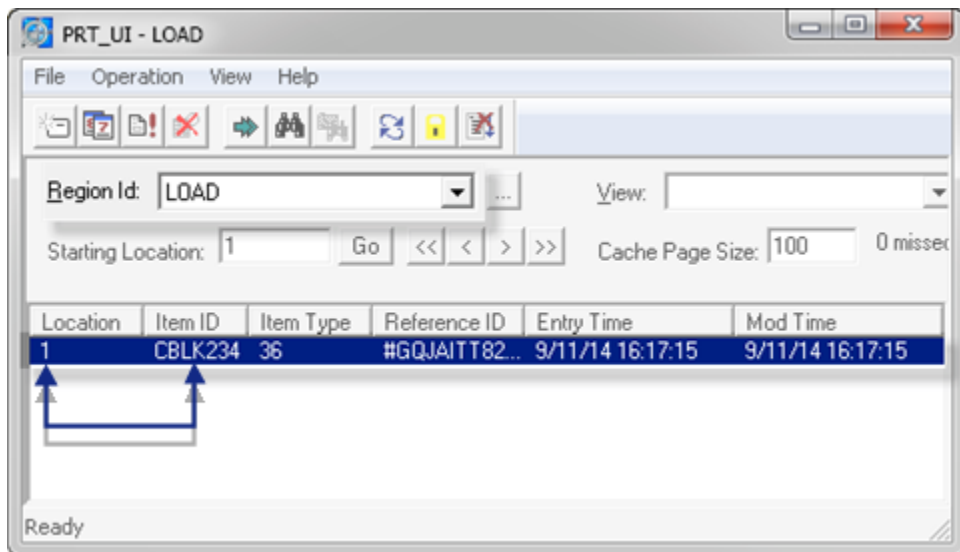 PRT_UI - LOAD
File Operation View Help
Region Id: LOAD ... View:
Starting Location: 1 Go << < > >> Cache Page Size: 100 0 missed
Location Item ID Item Type Reference ID Entry Time Mod Time
1 CBLK234 36 #GQJAITT82... 9/11/14 16:17:15 9/11/14 16:17:15
Ready